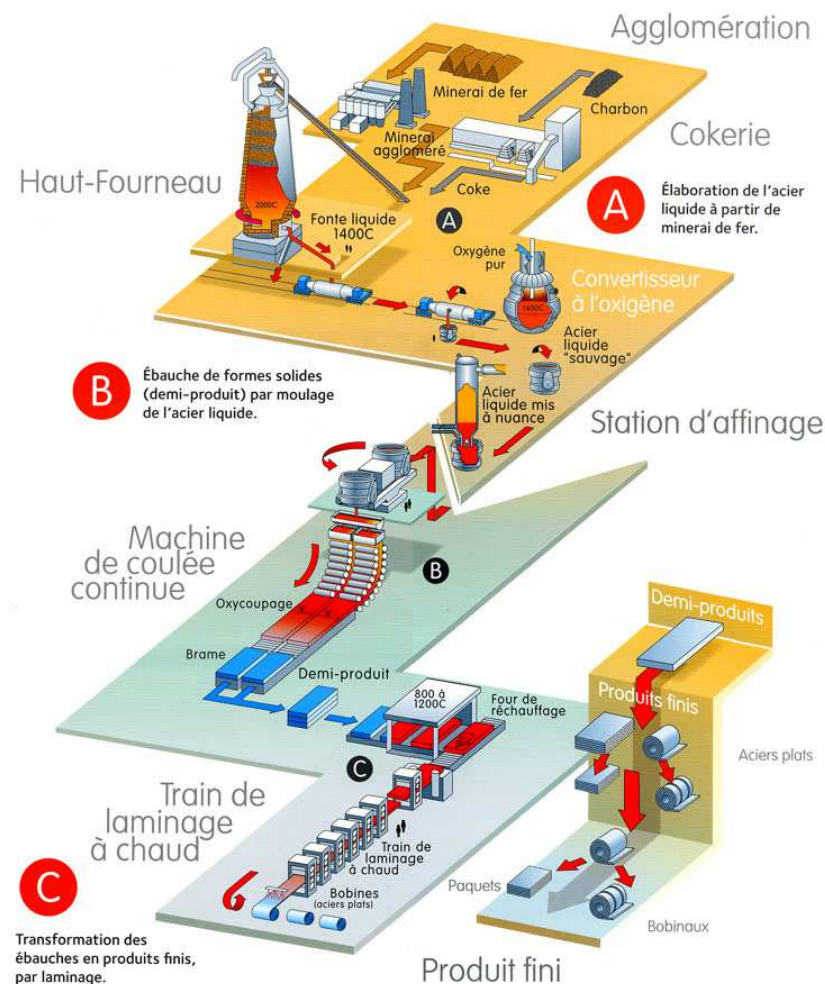 Agglomération
Minerai de fer
Charbon
Minerai
aggloméré
Cokerie
Haut-Fourneau
2000C
Coke
Fonte liquide
1400C
A
A
Élaboration de l'acier
liquide à partir de
minerai de fer.
Oxygène
pur
1600C
Convertisseur
à l'oxigène
Acier
liquide
"sauvage"
B
Ébauche de formes solides
(demi-produit) par moulage
de l'acier liquide.
Acier
liquide mis
à nuance
Station d'affinage
Machine
de coulée
continue
B
Oxycoupage
Brame
Demi-produit
800 à
1200C
Four de
réchauffage
Demi-produits
Produits finis
Aciers plats
C
Train de
laminage
à chaud
Train de
laminage
à chaud
Bobines
(aciers plats)
Paquets
Bobinaux
C
Transformation des
ébauches en produits finis,
par laminage.
Produit fini